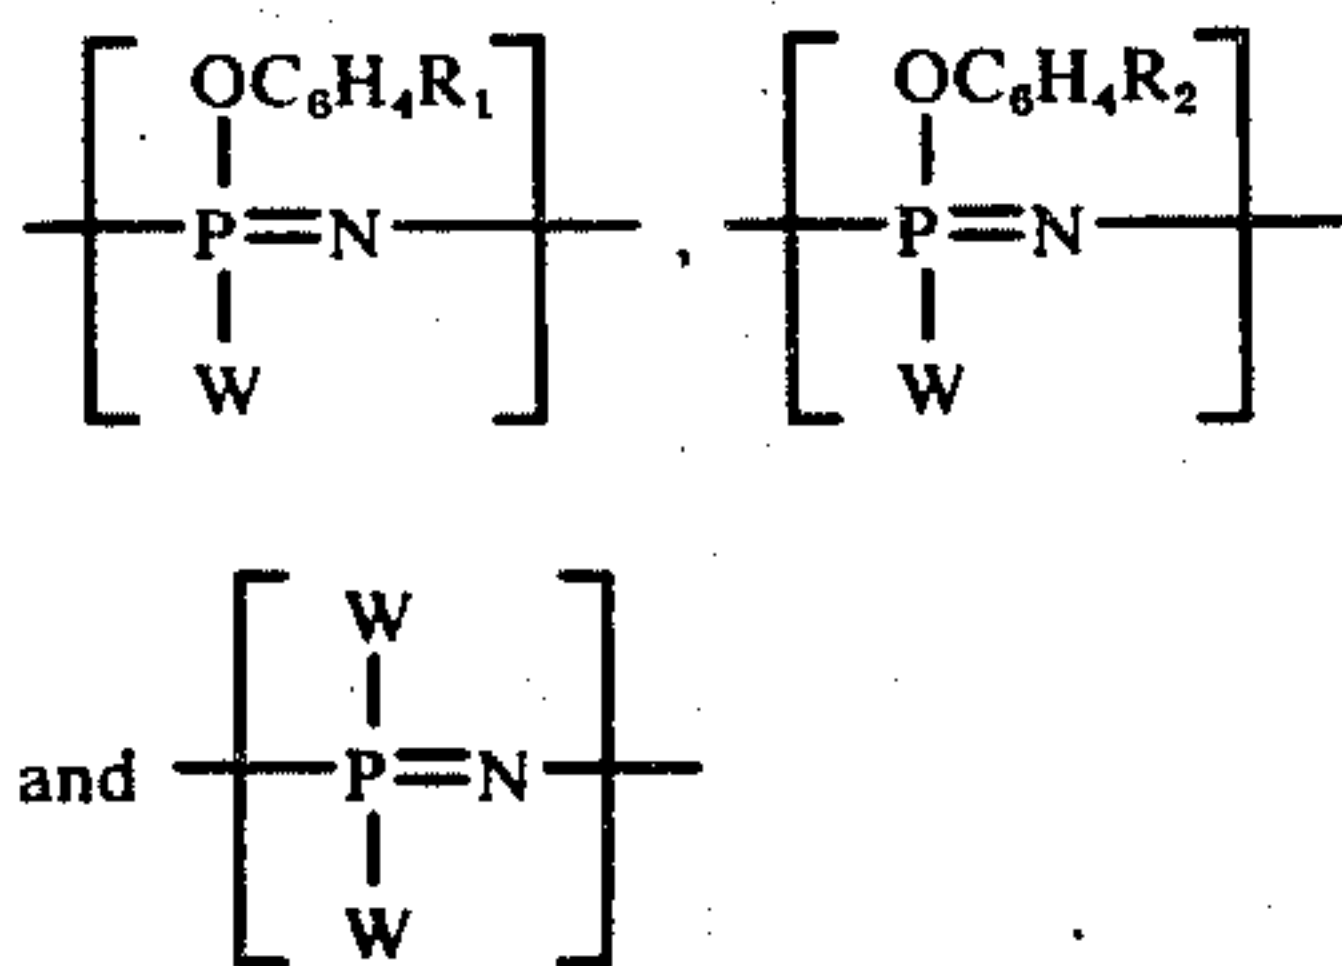 OC₆H₄R₁ OC₆H₄R₂
P=N , P=N
W W
W
and P=N
W